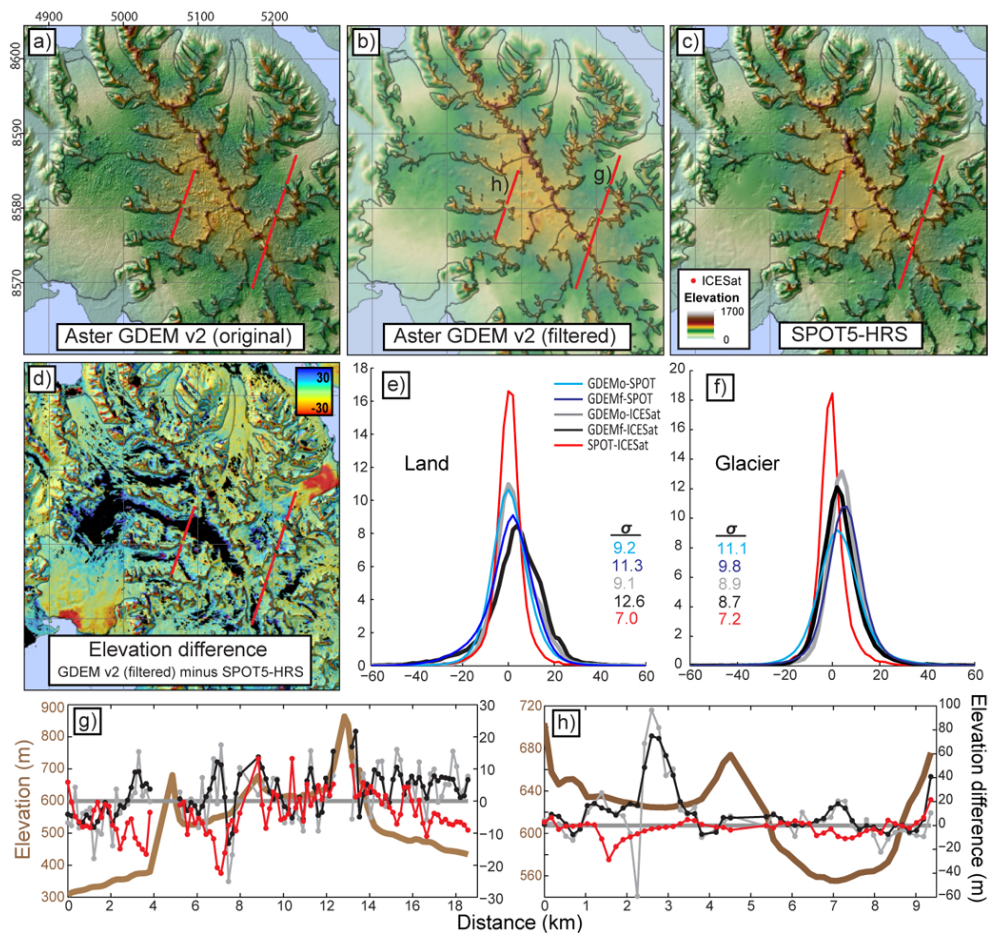 4900 5000 5100 5200
a) b) c)
8600
8590
8580
8570
h) g)
Aster GDEM v2 (original)
Aster GDEM v2 (filtered)
ICESat
Elevation
1700
0
SPOT5-HRS
d)
30
-30
Elevation difference
GDEM v2 (filtered) minus SPOT5-HRS
e)
18
16
14
12
10
8
6
4
2
0
−60 −40 −20 0 20 40 60
GDEMo-SPOT
GDEMf-SPOT
GDEMo-ICESat
GDEMf-ICESat
SPOT-ICESat
Land
σ
9.2
11.3
9.1
12.6
7.0
f)
20
18
16
14
12
10
8
6
4
2
0
−60 −40 −20 0 20 40 60
Glacier
σ
11.1
9.8
8.9
8.7
7.2
g)
Elevation (m)
900
800
700
600
500
400
300
30
20
10
0
−10
−20
−30
0 2 4 6 8 10 12 14 16 18
h)
720
680
640
600
560
100
80
60
40
20
0
−20
−40
−60
Elevation difference (m)
0 1 2 3 4 5 6 7 8 9
Distance (km)